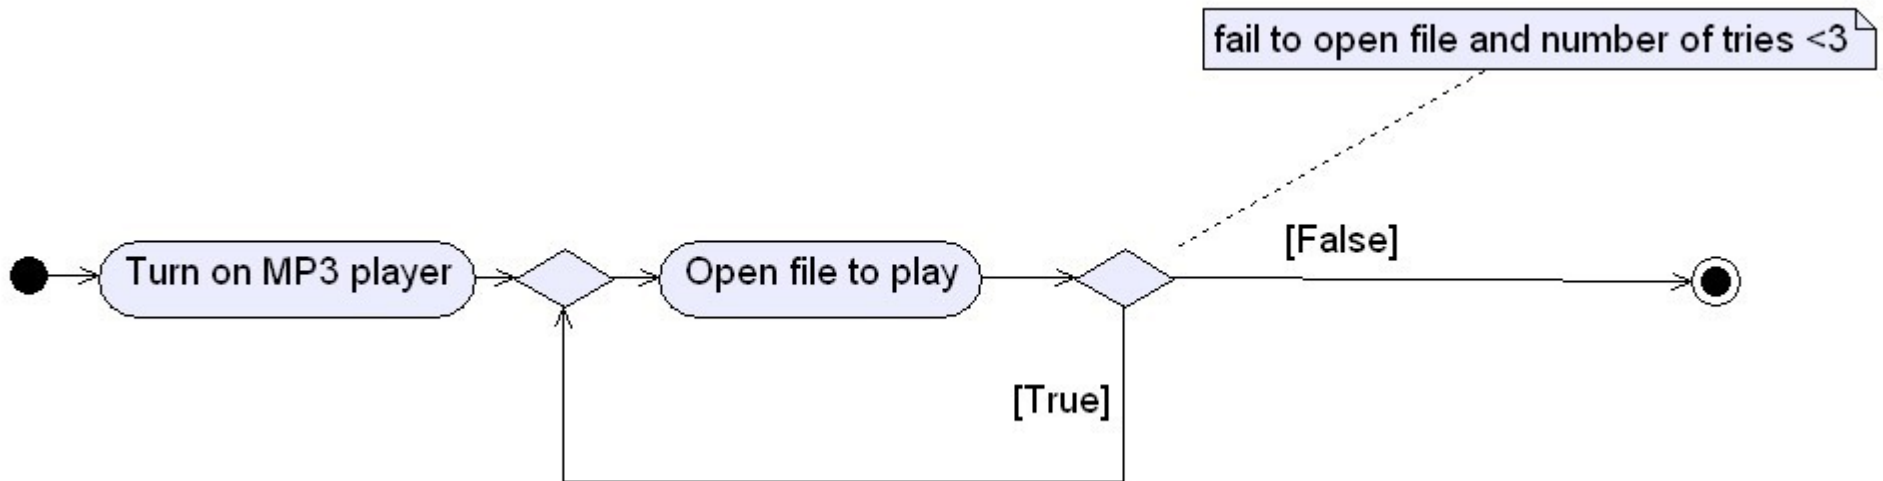 fail to open file and number of tries <3
[False]
Turn on MP3 player
Open file to play
[True]